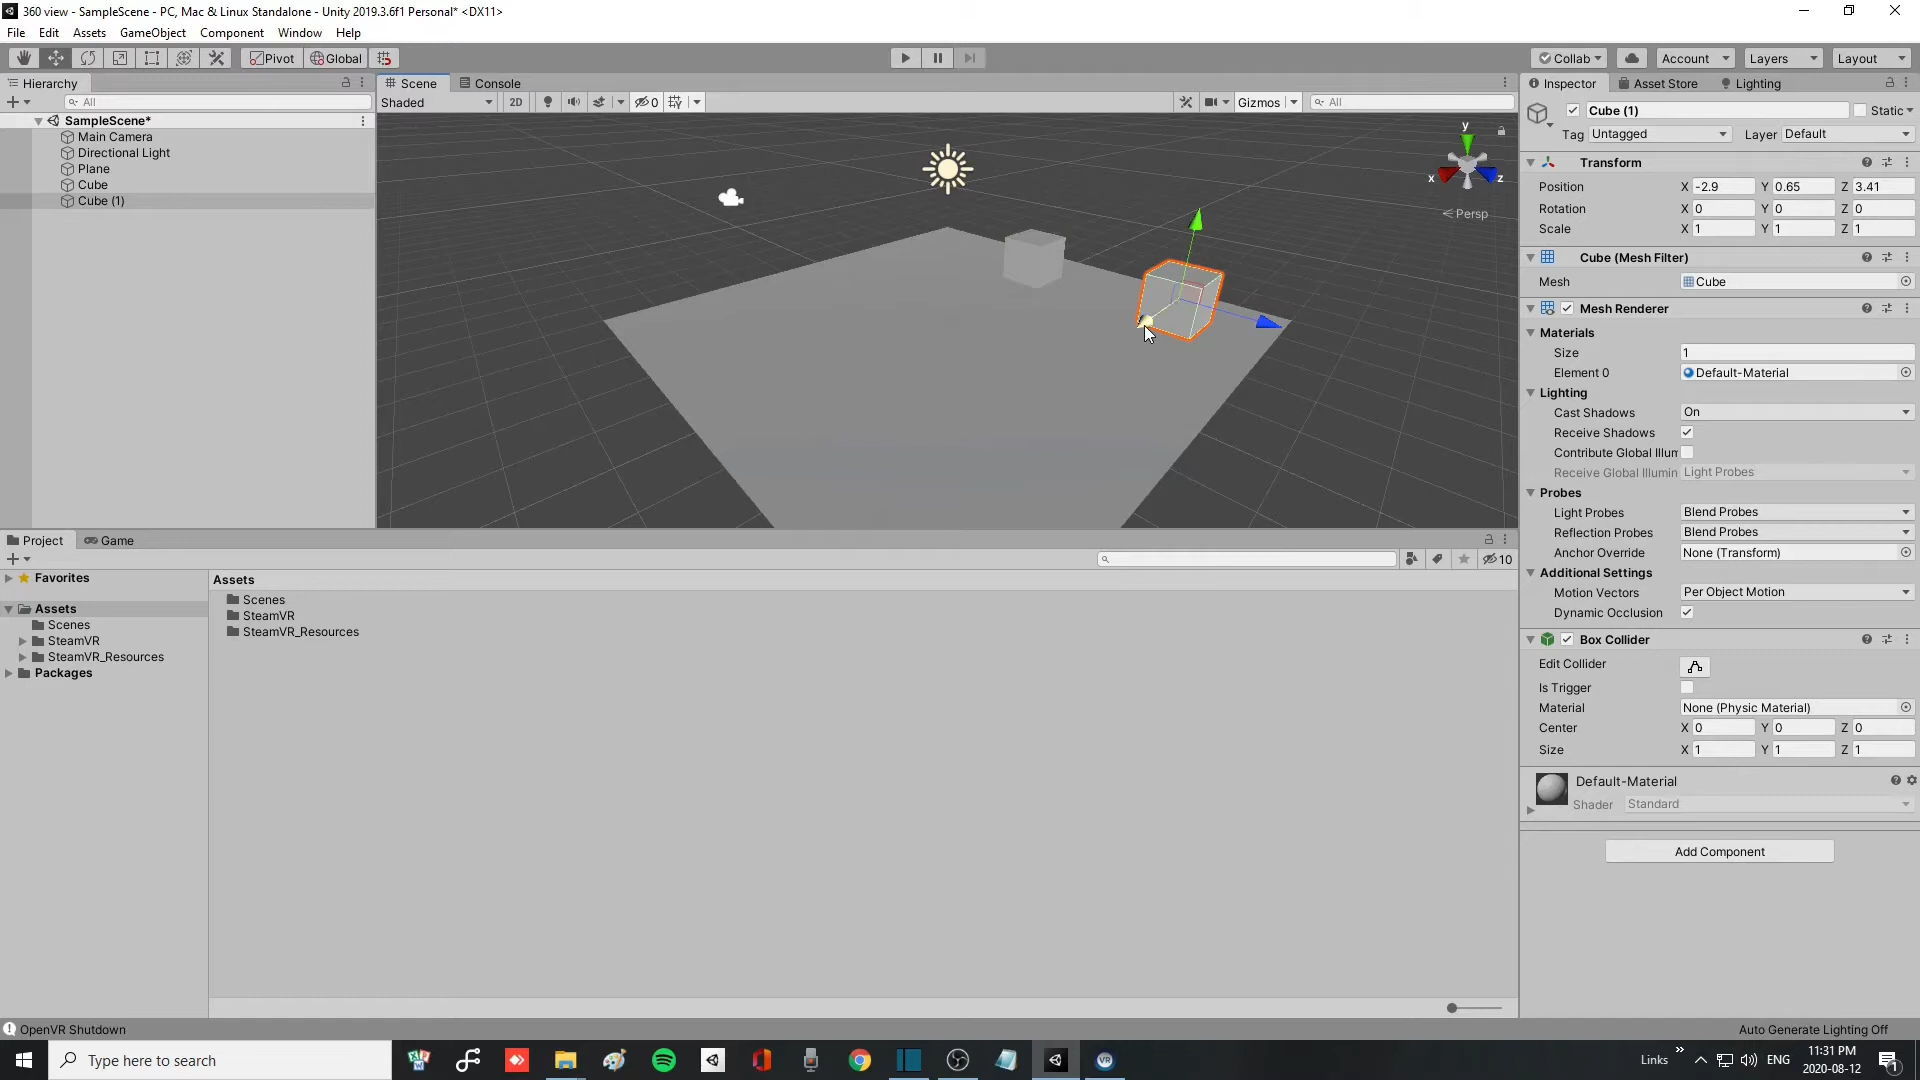 360 view - SampleScene - PC, Mac & Linux Standalone - Unity 2019.3.6f1 Personal* <DX11>
File Edit Assets GameObject Component Window Help
Pivot Global Collab Account Layers Layout
Hierarchy
All
SampleScene*
Main Camera
Directional Light
Plane
Cube
Cube (1)
Scene Console
Shaded 2D 0 Gizmos All
y
x z
Persp
Project Game
10
Favorites
Assets
Scenes
SteamVR
SteamVR_Resources
Packages
Assets
Scenes
SteamVR
SteamVR_Resources
Inspector Asset Store Lighting
Cube (1) Static
Tag Untagged Layer Default
Transform
Position X -2.9 Y 0.65 Z 3.41
Rotation X 0 Y 0 Z 0
Scale X 1 Y 1 Z 1
Cube (Mesh Filter)
Mesh Cube
Mesh Renderer
Materials
Size 1
Element 0 Default-Material
Lighting
Cast Shadows On
Receive Shadows
Contribute Global Illum
Receive Global Illumin Light Probes
Probes
Light Probes Blend Probes
Reflection Probes Blend Probes
Anchor Override None (Transform)
Additional Settings
Motion Vectors Per Object Motion
Dynamic Occlusion
Box Collider
Edit Collider
Is Trigger
Material None (Physic Material)
Center X 0 Y 0 Z 0
Size X 1 Y 1 Z 1
Default-Material
Shader Standard
Add Component
OpenVR Shutdown Auto Generate Lighting Off
Type here to search
VR
Links ENG 11:31 PM
2020-08-12
1